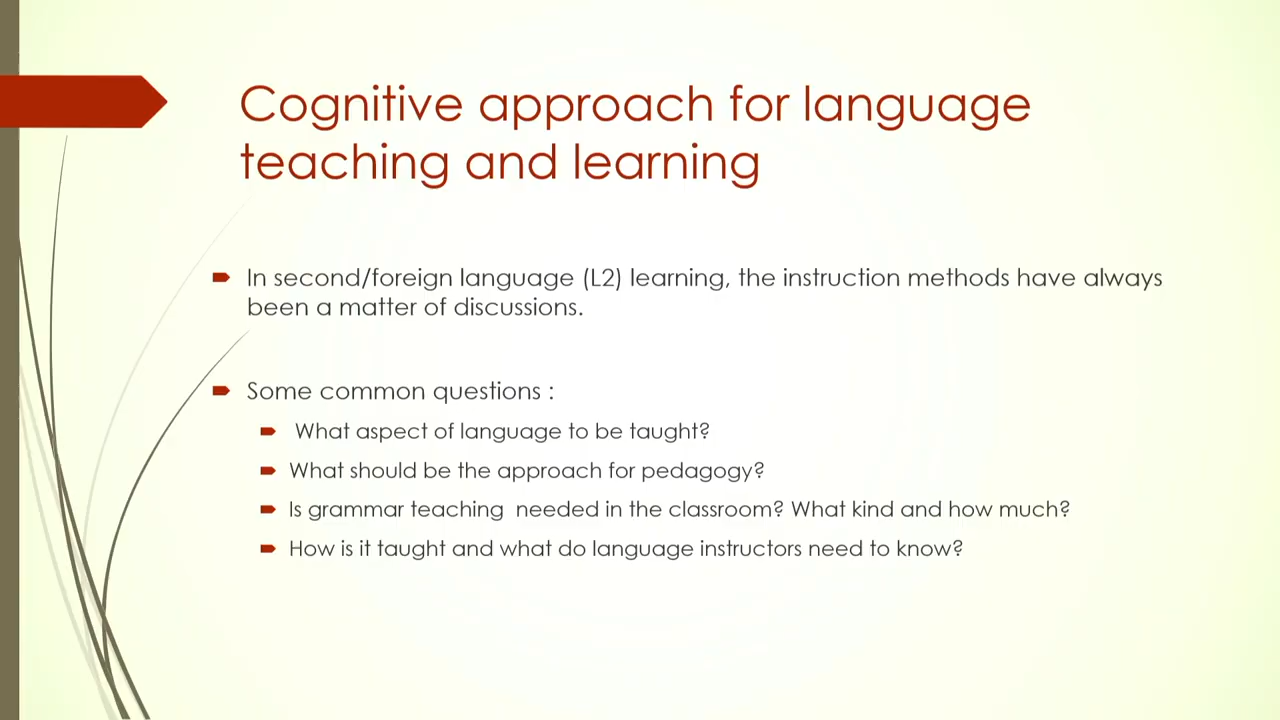 Cognitive approach for language
teaching and learning
In second/foreign language (L2) learning, the instruction methods have always
been a matter of discussions.
Some common questions :
What aspect of language to be taught?
What should be the approach for pedagogy?
Is grammar teaching  needed in the classroom? What kind and how much?
How is it taught and what do language instructors need to know?